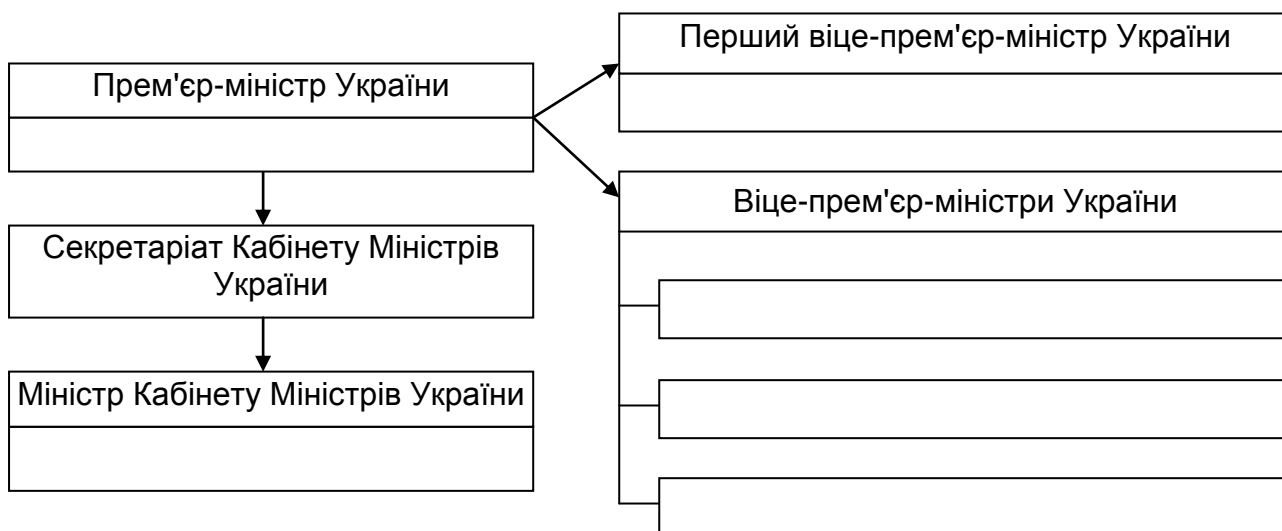 Перший віце-прем'єр-міністр України
Прем'єр-міністр України
Віце-прем'єр-міністри України
Секретаріат Кабінету Міністрів
України
Міністр Кабінету Міністрів України